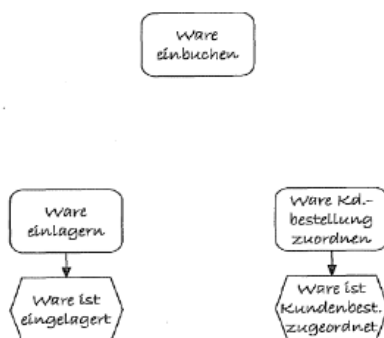 Ware
einbuchen
Ware
einlagern
Ware Kd.-
bestellung
zuordnen
Ware ist
eingelagert
Ware ist
Kundenbest.
zugeordnet